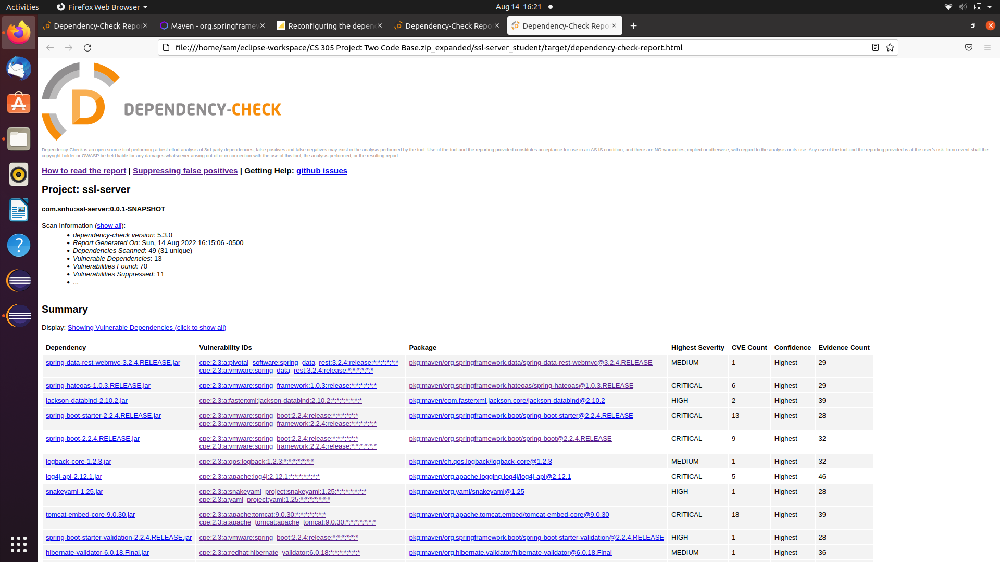 Activities Firefox Web Browser Aug 14 16:21
Dependency-Check Repo Maven - org.springframew Reconfiguring the depen Dependency-Check Repo Dependency-Check Repo
file:///home/sam/eclipse-workspace/CS 305 Project Two Code Base.zip_expanded/ssl-server_student/target/dependency-check-report.html
D DEPENDENCY-CHECK
Dependency-Check is an open source tool performing a best effort analysis of 3rd party dependencies; false positives and false negatives may exist in the analysis performed by the tool. Use of the tool and the reporting provided constitutes acceptance for use in an AS IS condition, and there are NO warranties, implied or otherwise, with regard to the analysis or its use. Any use of the tool and the reporting provided is at the user's risk. In no event shall the
copyright holder or OWASP be held liable for any damages whatsoever arising out of or in connection with the use of this tool, the analysis performed, or the resulting report.
How to read the report | Suppressing false positives | Getting Help: github issues
Project: ssl-server
com.snhu:ssl-server:0.0.1-SNAPSHOT
Scan Information (show all):
• dependency-check version: 5.3.0
• Report Generated On: Sun, 14 Aug 2022 16:15:06 -0500
• Dependencies Scanned: 49 (31 unique)
• Vulnerable Dependencies: 13
• Vulnerabilities Found: 70
• Vulnerabilities Suppressed: 11
• ...
Summary
Display: Showing Vulnerable Dependencies (click to show all)
Dependency Vulnerability IDs Package Highest Severity CVE Count Confidence Evidence Count
spring-data-rest-webmvc-3.2.4.RELEASE.jar cpe:2.3:a:pivotal_software:spring_data_rest:3.2.4:release:*:*:*:*:*:* pkg:maven/org.springframework.data/spring-data-rest-webmvc@3.2.4.RELEASE MEDIUM 1 Highest 29
cpe:2.3:a:vmware:spring_data_rest:3.2.4:release:*:*:*:*:*:*
spring-hateoas-1.0.3.RELEASE.jar cpe:2.3:a:vmware:spring_framework:1.0.3:release:*:*:*:*:*:* pkg:maven/org.springframework.hateoas/spring-hateoas@1.0.3.RELEASE CRITICAL 6 Highest 29
jackson-databind-2.10.2.jar cpe:2.3:a:fasterxml:jackson-databind:2.10.2:*:*:*:*:*:*:* pkg:maven/com.fasterxml.jackson.core/jackson-databind@2.10.2 HIGH 2 Highest 39
spring-boot-starter-2.2.4.RELEASE.jar cpe:2.3:a:vmware:spring_boot:2.2.4:release:*:*:*:*:*:* pkg:maven/org.springframework.boot/spring-boot-starter@2.2.4.RELEASE CRITICAL 13 Highest 28
cpe:2.3:a:vmware:spring_framework:2.2.4:release:*:*:*:*:*:*
spring-boot-2.2.4.RELEASE.jar cpe:2.3:a:vmware:spring_boot:2.2.4:release:*:*:*:*:*:* pkg:maven/org.springframework.boot/spring-boot@2.2.4.RELEASE CRITICAL 9 Highest 32
cpe:2.3:a:vmware:spring_framework:2.2.4:release:*:*:*:*:*:*
logback-core-1.2.3.jar cpe:2.3:a:qos:logback:1.2.3:*:*:*:*:*:*:* pkg:maven/ch.qos.logback/logback-core@1.2.3 MEDIUM 1 Highest 32
log4j-api-2.12.1.jar cpe:2.3:a:apache:log4j:2.12.1:*:*:*:*:*:*:* pkg:maven/org.apache.logging.log4j/log4j-api@2.12.1 CRITICAL 5 Highest 46
snakeyaml-1.25.jar cpe:2.3:a:snakeyaml_project:snakeyaml:1.25:*:*:*:*:*:*:* pkg:maven/org.yaml/snakeyaml@1.25 HIGH 1 Highest 28
cpe:2.3:a:yaml_project:yaml:1.25:*:*:*:*:*:*:*
tomcat-embed-core-9.0.30.jar cpe:2.3:a:apache:tomcat:9.0.30:*:*:*:*:*:*:* pkg:maven/org.apache.tomcat.embed/tomcat-embed-core@9.0.30 CRITICAL 18 Highest 39
cpe:2.3:a:apache_tomcat:apache_tomcat:9.0.30:*:*:*:*:*:*:*
spring-boot-starter-validation-2.2.4.RELEASE.jar cpe:2.3:a:vmware:spring_boot:2.2.4:release:*:*:*:*:*:* pkg:maven/org.springframework.boot/spring-boot-starter-validation@2.2.4.RELEASE HIGH 1 Highest 28
hibernate-validator-6.0.18.Final.jar cpe:2.3:a:redhat:hibernate_validator:6.0.18:*:*:*:*:*:*:* pkg:maven/org.hibernate.validator/hibernate-validator@6.0.18.Final MEDIUM 1 Highest 36